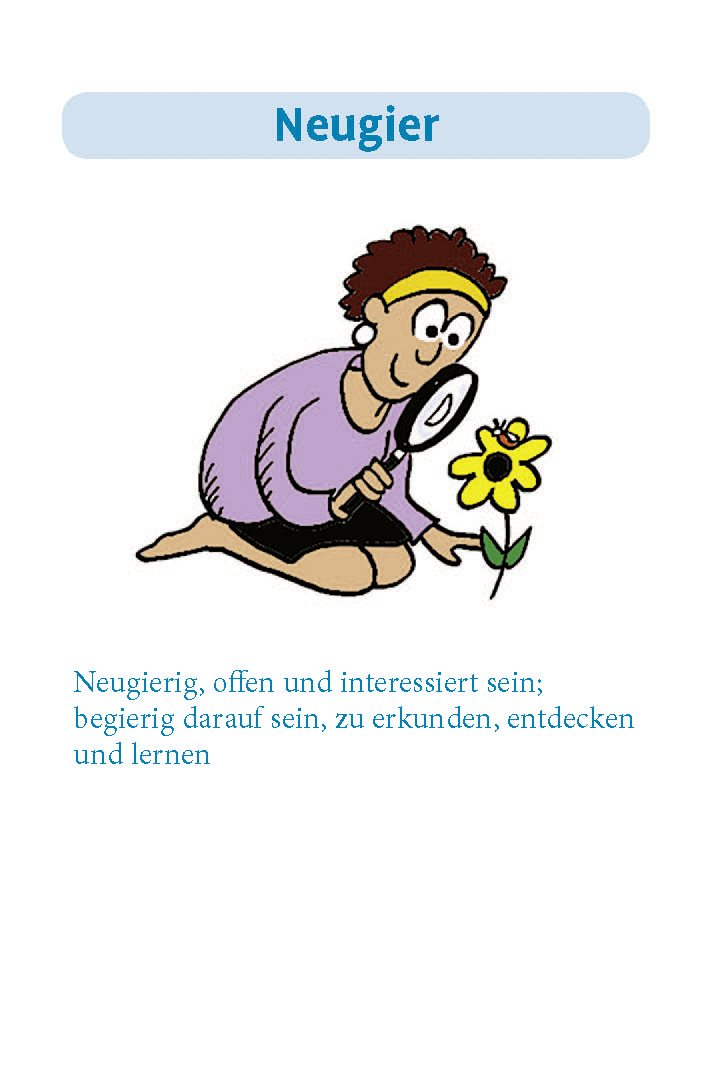 Neugier
Neugierig, offen und interessiert sein;
begierig darauf sein, zu erkunden, entdecken
und lernen